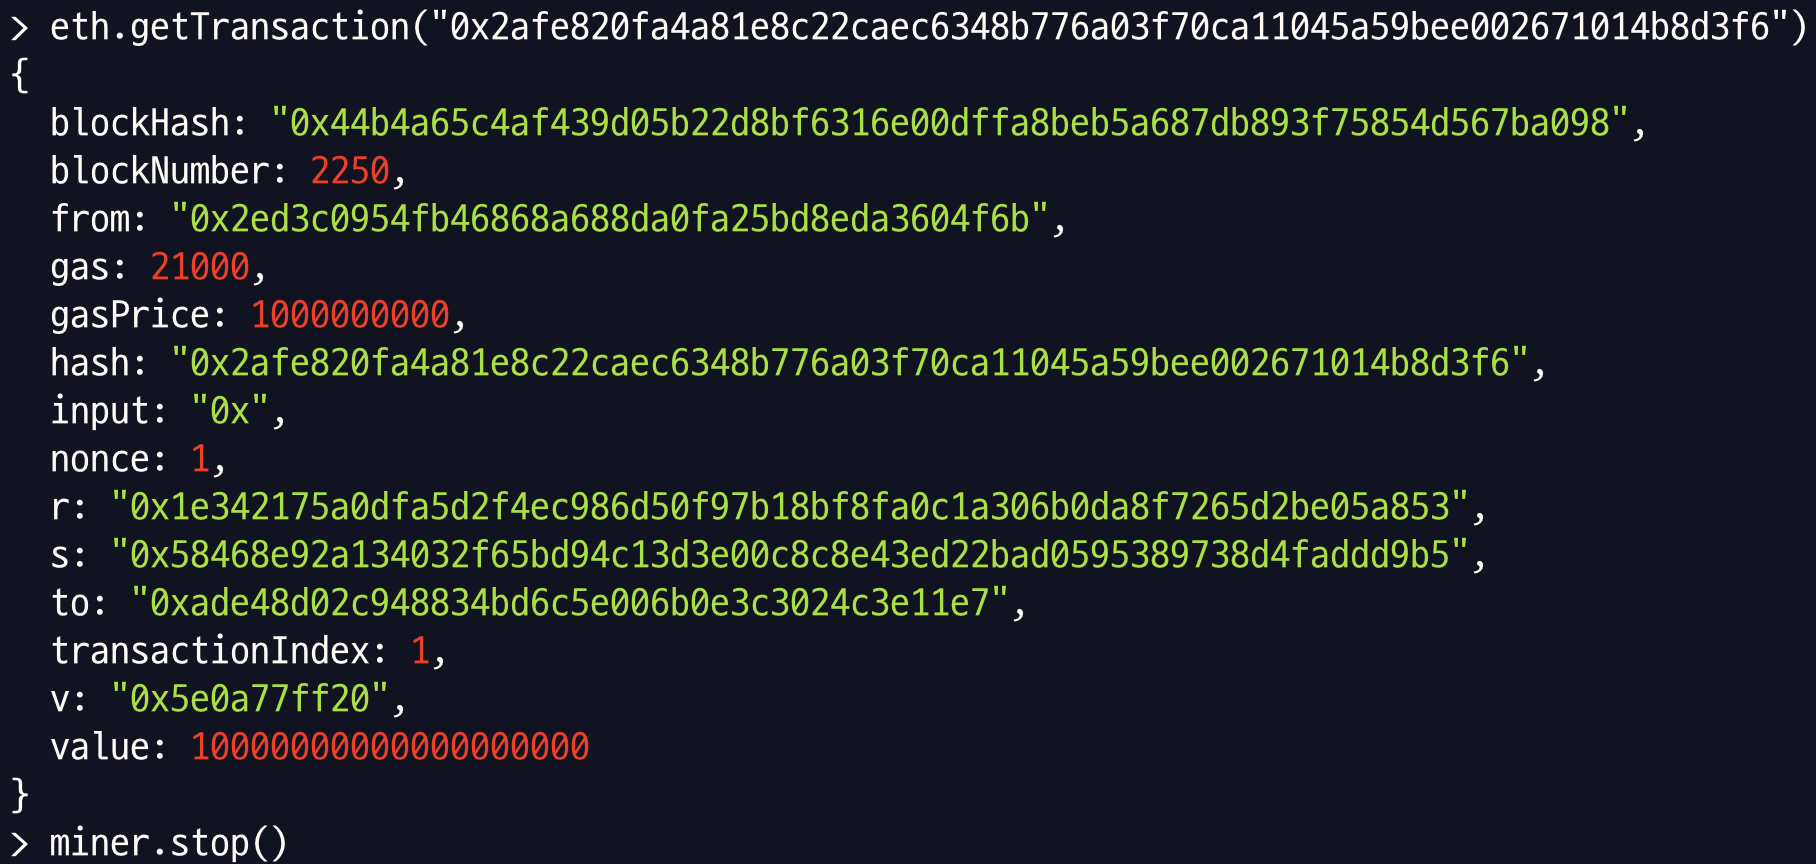 > eth.getTransaction("0x2afe820fa4a81e8c22caec6348b776a03f70ca11045a59bee002671014b8d3f6")
{
  blockHash: "0x44b4a65c4af439d05b22d8bf6316e00dffa8beb5a687db893f75854d567ba098",
  blockNumber: 2250,
  from: "0x2ed3c0954fb46868a688da0fa25bd8eda3604f6b",
  gas: 21000,
  gasPrice: 1000000000,
  hash: "0x2afe820fa4a81e8c22caec6348b776a03f70ca11045a59bee002671014b8d3f6",
  input: "0x",
  nonce: 1,
  r: "0x1e342175a0dfa5d2f4ec986d50f97b18bf8fa0c1a306b0da8f7265d2be05a853",
  s: "0x58468e92a134032f65bd94c13d3e00c8c8e43ed22bad0595389738d4faddd9b5",
  to: "0xade48d02c948834bd6c5e006b0e3c3024c3e11e7",
  transactionIndex: 1,
  v: "0x5e0a77ff20",
  value: 10000000000000000000
}
> miner.stop()